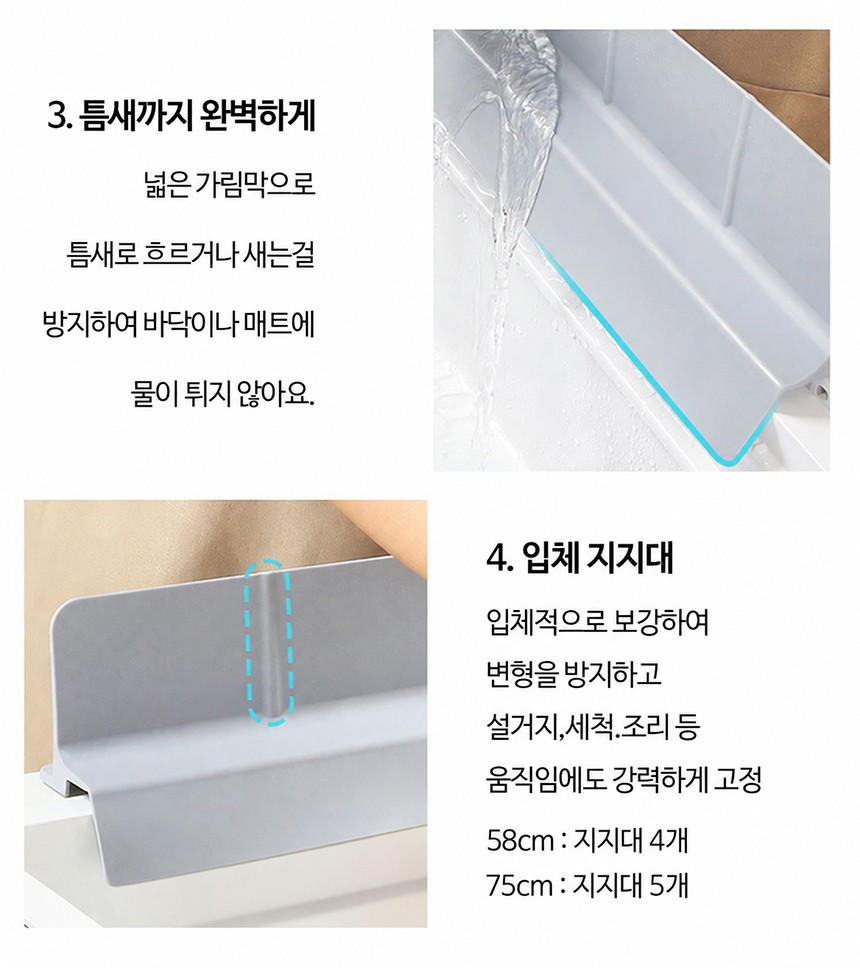 3. 틈새까지 완벽하게
넓은 가림막으로
틈새로 흐르거나 새는걸
방지하여 바닥이나 매트에
물이 튀지 않아요.
4. 입체 지지대
입체적으로 보강하여
변형을 방지하고
설거지,세척.조리 등
움직임에도 강력하게 고정
58cm : 지지대 4개
75cm : 지지대 5개